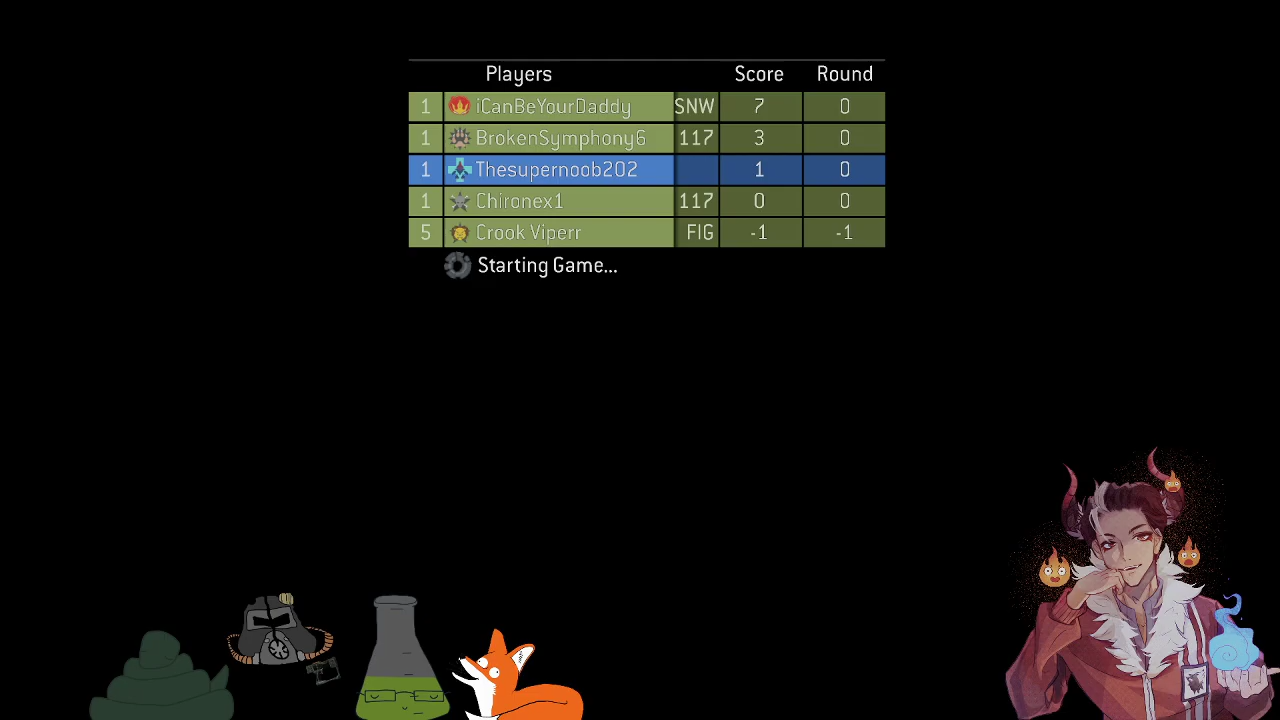 Players Score Round
1 iCanBeYourDaddy SNW 7 0
1 BrokenSymphony6 117 3 0
1 Thesupernoob202 1 0
1 Chironex1 117 0 0
5 Crook Viperr FIG -1 -1
Starting Game...